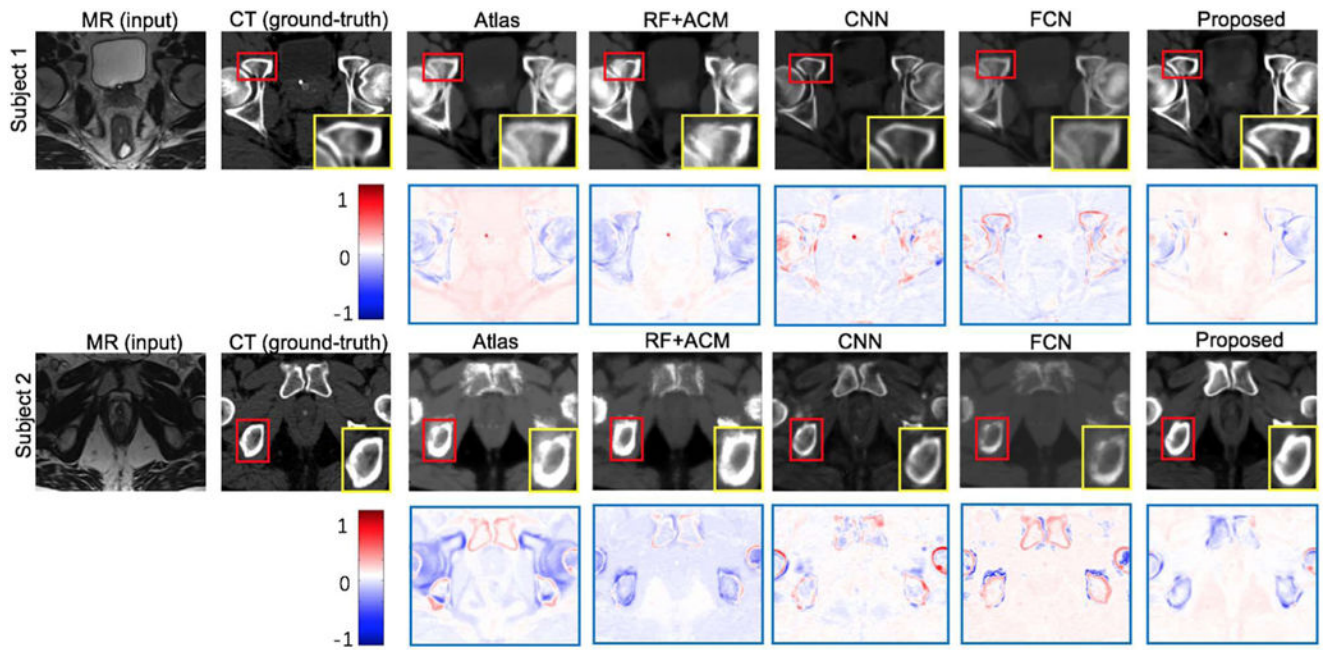 MR (input) CT (ground-truth) Atlas RF+ACM CNN FCN Proposed
Subject 1
1
0
-1
MR (input) CT (ground-truth) Atlas RF+ACM CNN FCN Proposed
Subject 2
1
0
-1